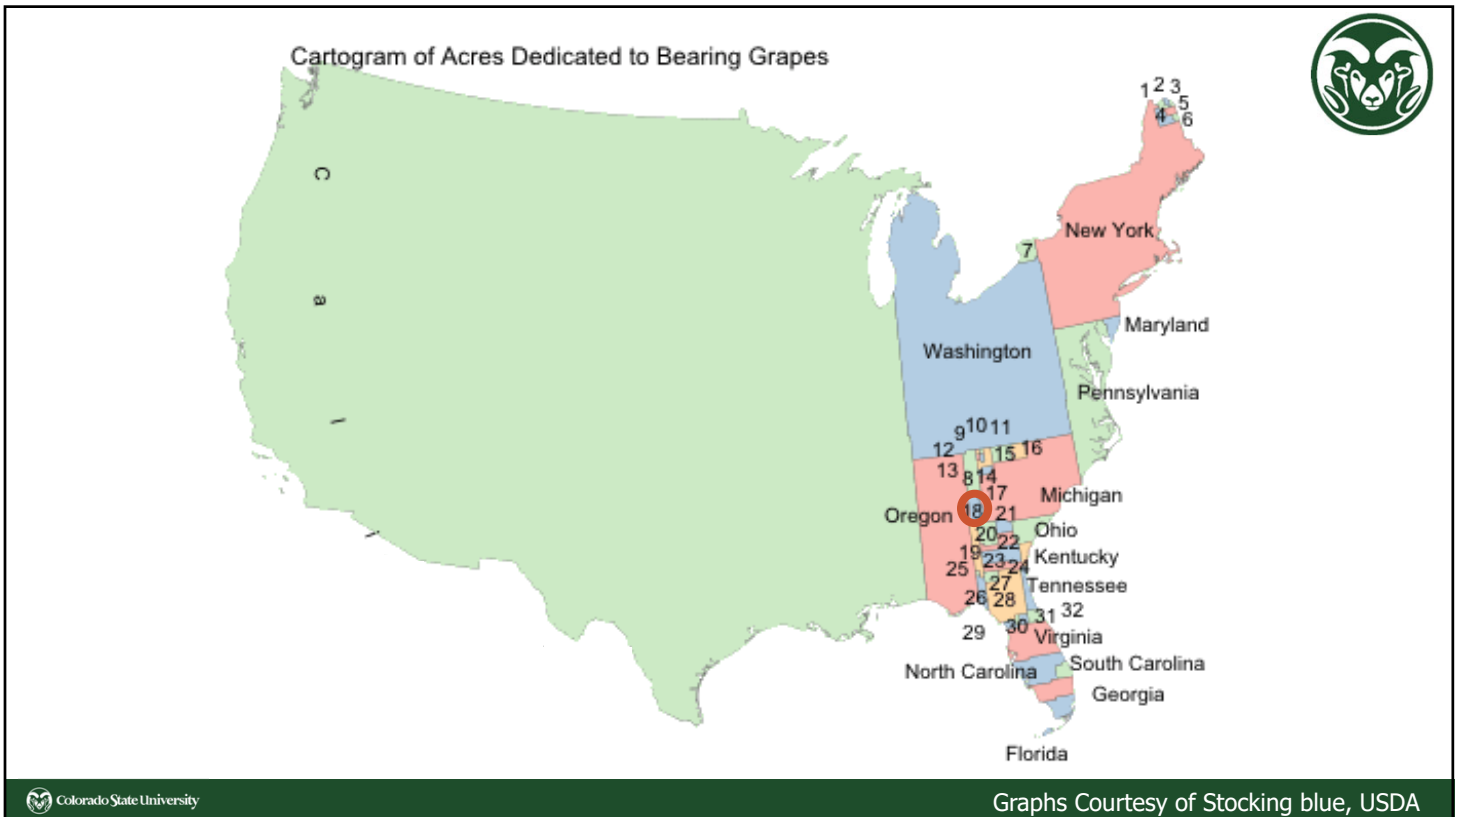 Cartogram of Acres Dedicated to Bearing Grapes
1 2 3
4 5
6
C
New York
7
a
Maryland
Washington
Pennsylvania
l
9 10 11
12 15 16
13 8 14
17
Michigan
Oregon 18 21
i
20 22 Ohio
19 23 Kentucky
25 24
27 Tennessee
26 28
31 32
29 30 Virginia
North Carolina South Carolina
Georgia
Florida
Colorado State University
Graphs Courtesy of Stocking blue, USDA